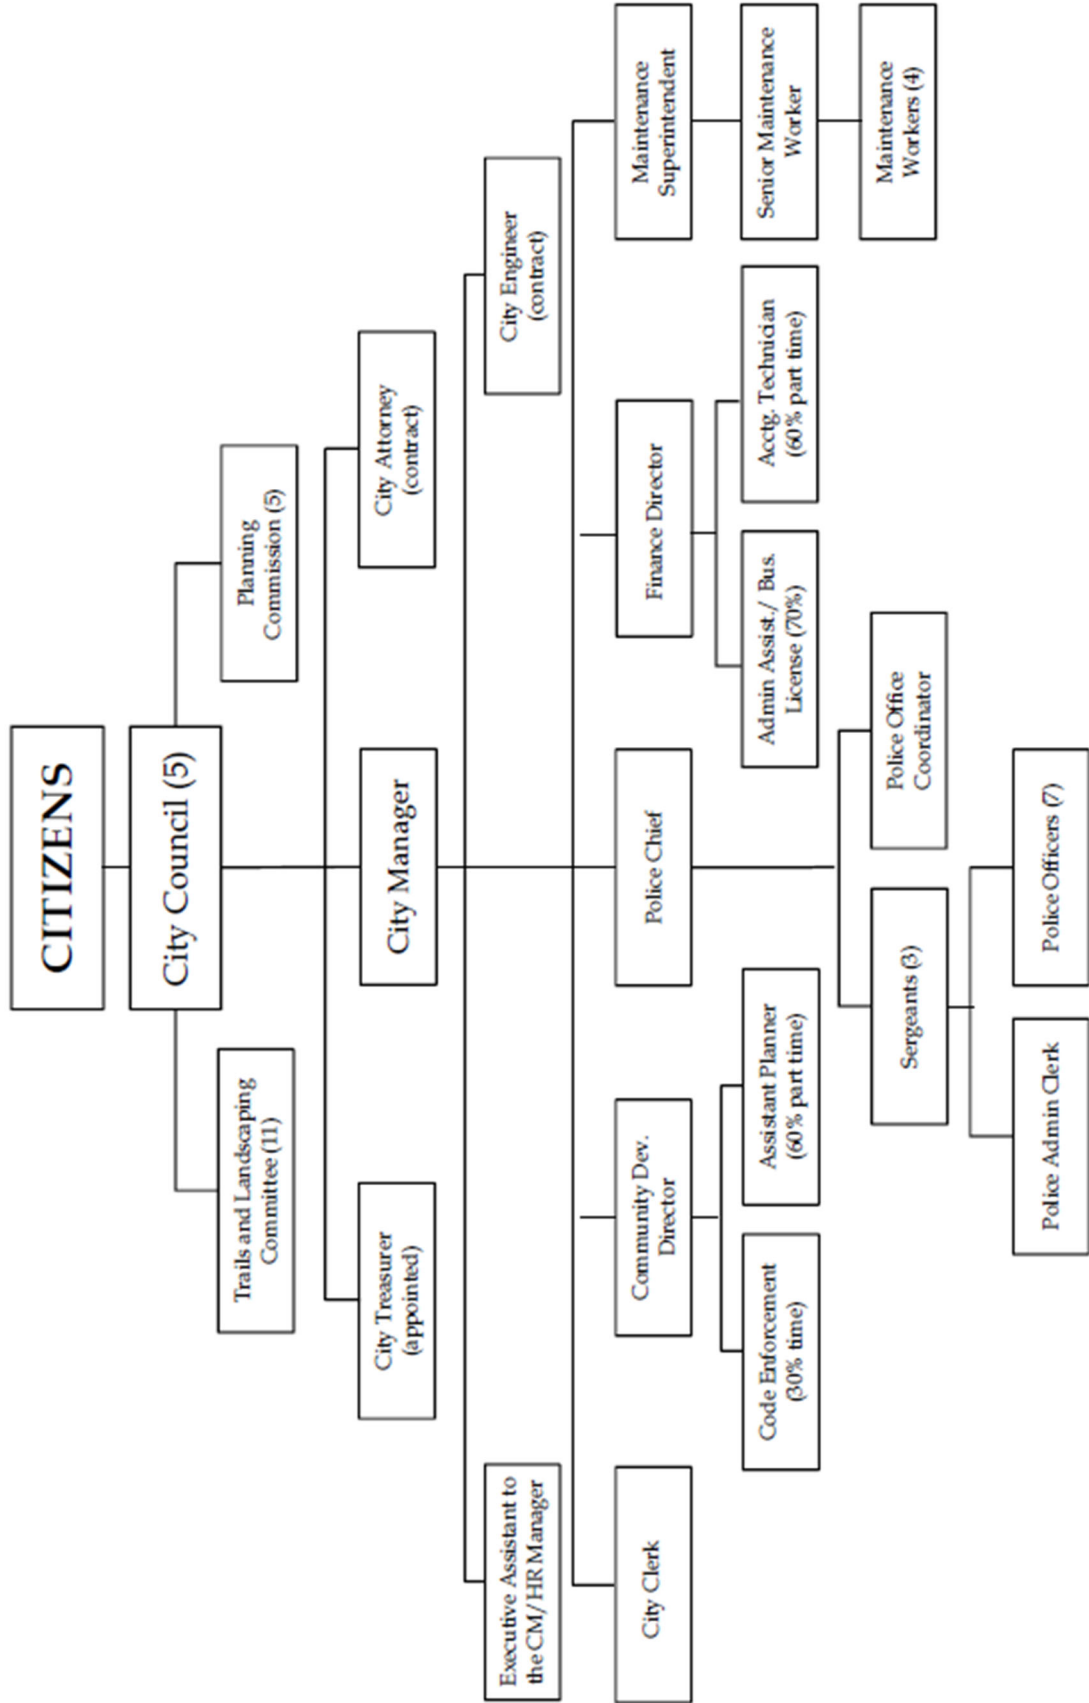 CITIZENS
City Council (5)
Trails and Landscaping
Committee (11)
Planning
Commission (5)
City Treasurer
(appointed)
City Manager
City Attorney
(contract)
Executive Assistant to
the CM/ HR Manager
City Engineer
(contract)
City Clerk
Community Dev.
Director
Police Chief
Finance Director
Maintenance
Superintendent
Code Enforcement
(30% time)
Assistant Planner
(60% part time)
Admin Assist./ Bus.
License (70%)
Acctg. Technician
(60% part time)
Senior Maintenance
Worker
Sergeants (3)
Police Office
Coordinator
Maintenance
Workers (4)
Police Admin Clerk
Police Officers (7)